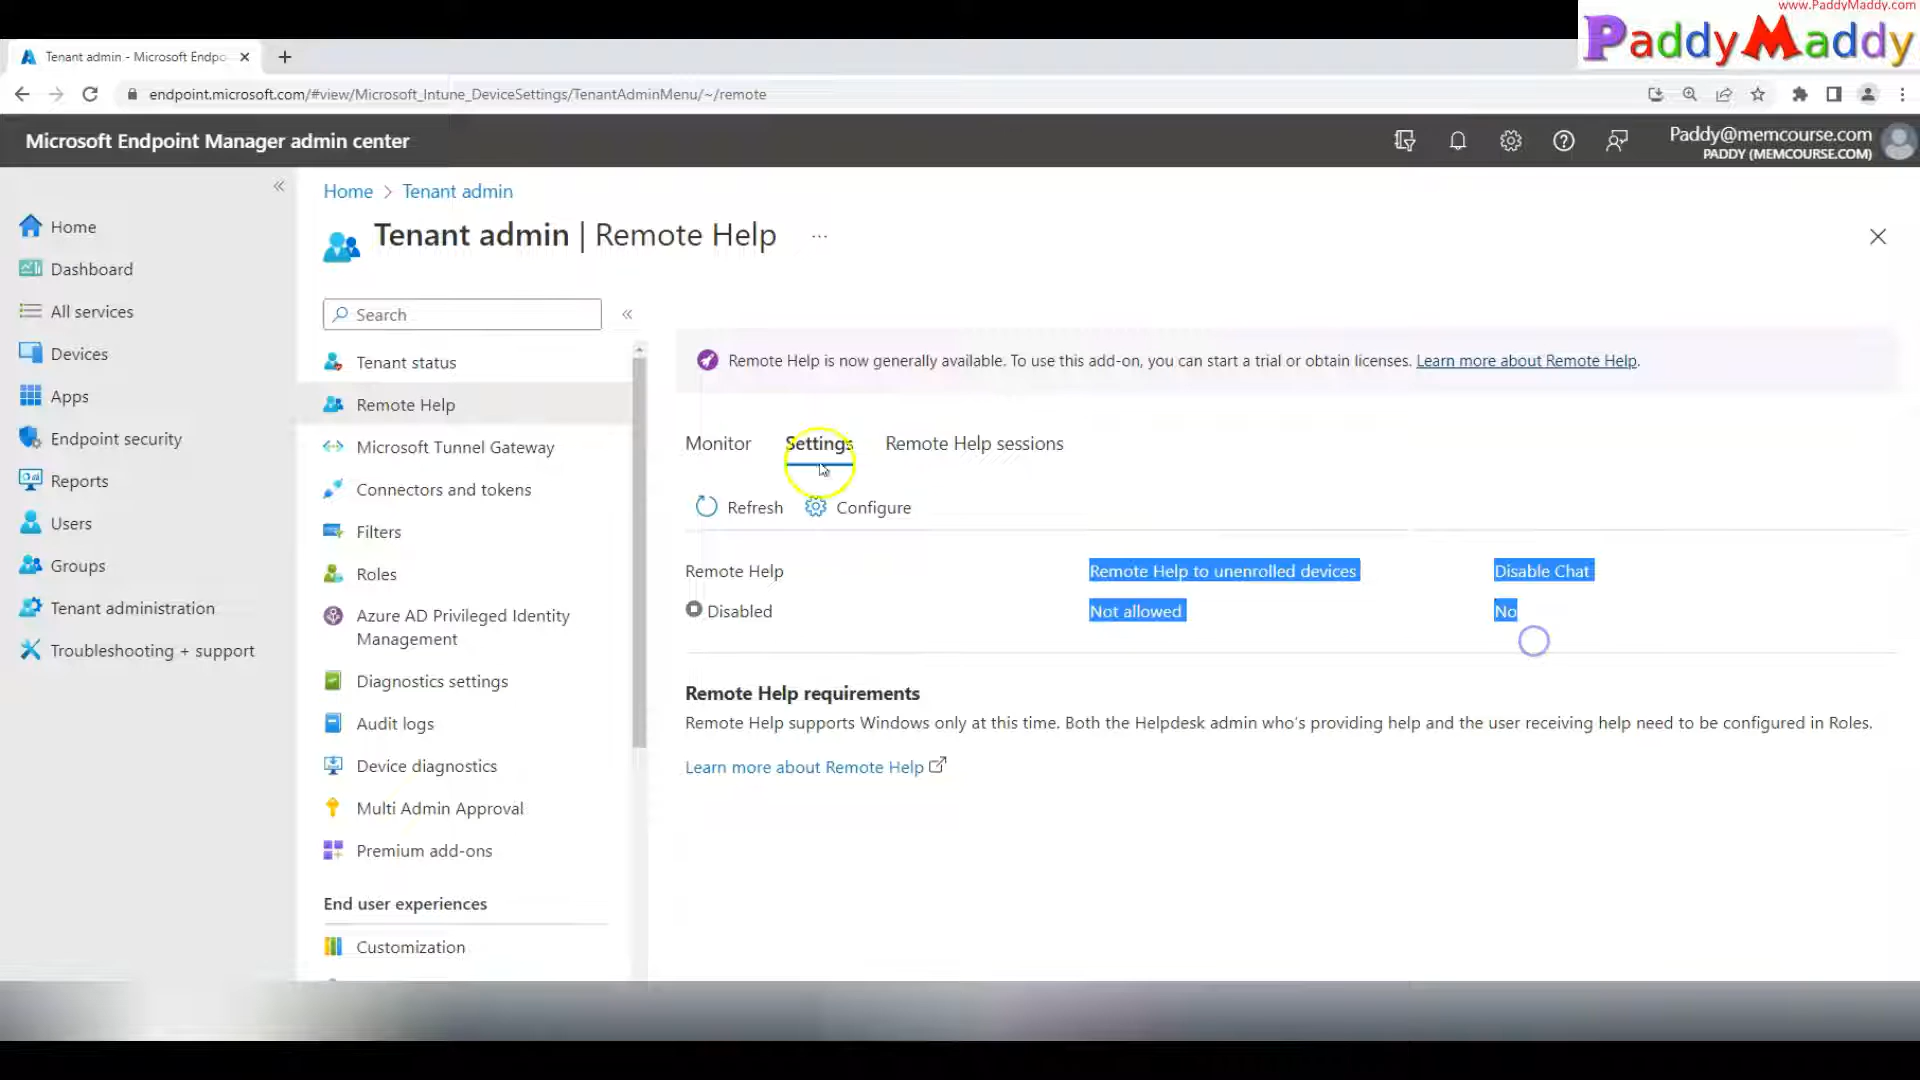 www.PaddyMaddy.com
PaddyMaddy
Tenant admin - Microsoft Endpo
endpoint.microsoft.com/#view/Microsoft_Intune_DeviceSettings/TenantAdminMenu/~/remote
Microsoft Endpoint Manager admin center
Paddy@memcourse.com
PADDY (MEMCOURSE.COM)
Home > Tenant admin
Tenant admin | Remote Help ...
Home
Dashboard
All services
Devices
Apps
Endpoint security
Reports
Users
Groups
Tenant administration
Troubleshooting + support
Search
Tenant status
Remote Help
Microsoft Tunnel Gateway
Connectors and tokens
Filters
Roles
Azure AD Privileged Identity
Management
Diagnostics settings
Audit logs
Device diagnostics
Multi Admin Approval
Premium add-ons
End user experiences
Customization
Remote Help is now generally available. To use this add-on, you can start a trial or obtain licenses. Learn more about Remote Help.
Monitor Settings Remote Help sessions
Refresh Configure
Remote Help Remote Help to unenrolled devices Disable Chat
Disabled Not allowed No
Remote Help requirements
Remote Help supports Windows only at this time. Both the Helpdesk admin who's providing help and the user receiving help need to be configured in Roles.
Learn more about Remote Help